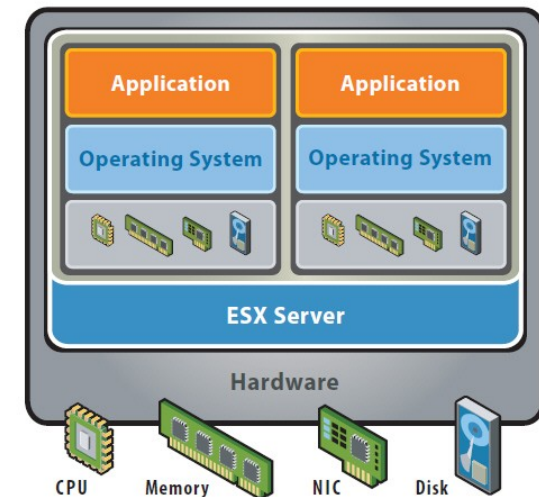 Application Application
Operating System Operating System
ESX Server
Hardware
CPU Memory NIC Disk